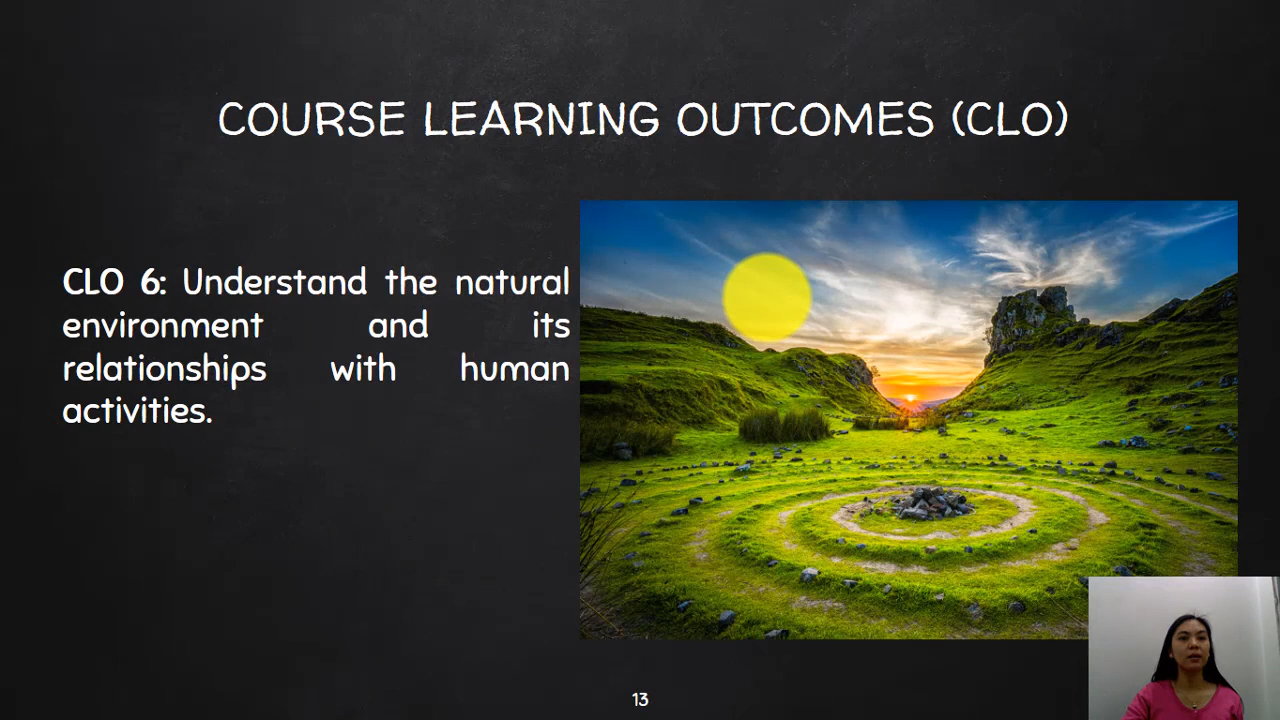 COURSE LEARNING OUTCOMES (CLO)
CLO 6: Understand the natural
environment and its
relationships with human
activities.
13